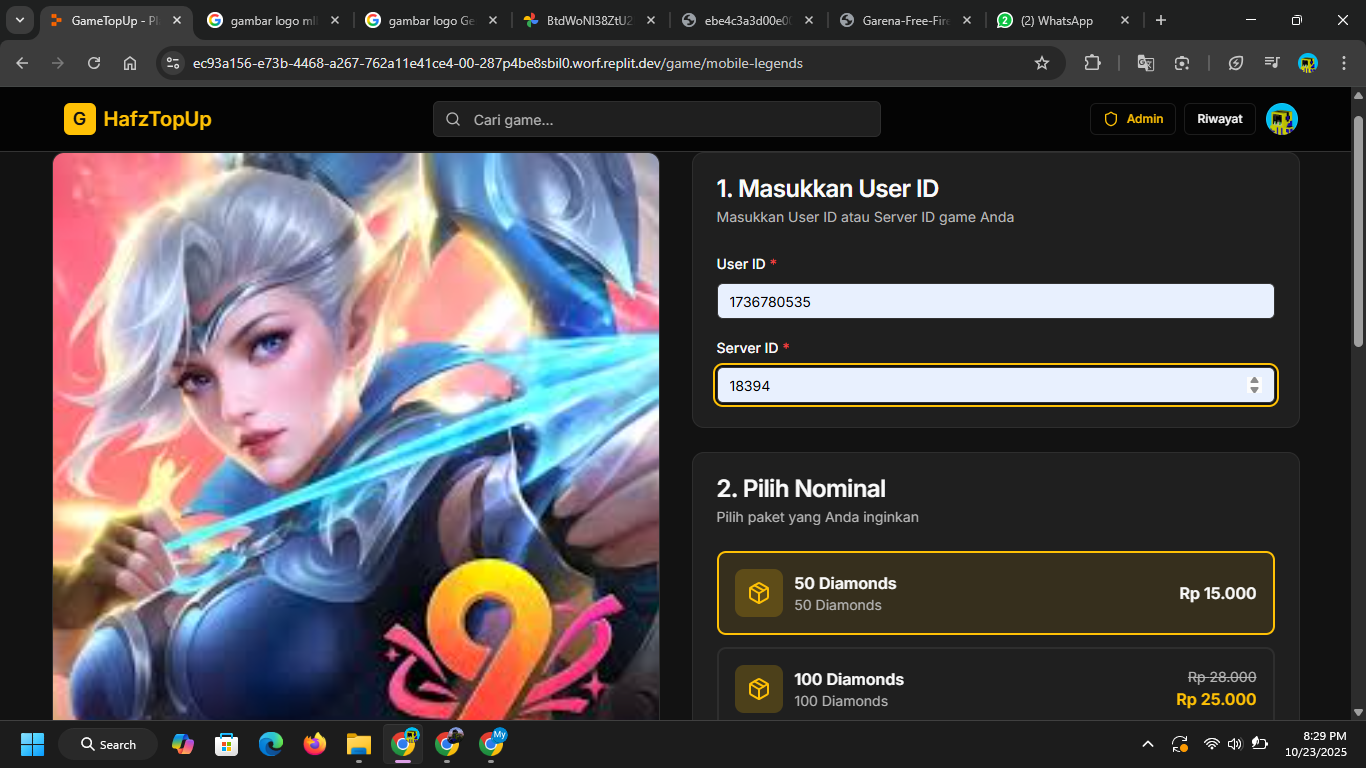 GameTopUp - Pl
gambar logo ml
gambar logo Ge
BtdWoNI38ZtU2
ebe4c3a3d00e0
Garena-Free-Fire
(2) WhatsApp
ec93a156-e73b-4468-a267-762a11e41ce4-00-287p4be8sbil0.worf.replit.dev/game/mobile-legends
G HafzTopUp
Cari game...
Admin
Riwayat
1. Masukkan User ID
Masukkan User ID atau Server ID game Anda
User ID *
1736780535
Server ID *
18394
2. Pilih Nominal
Pilih paket yang Anda inginkan
50 Diamonds
50 Diamonds
Rp 15.000
100 Diamonds
100 Diamonds
Rp 28.000
Rp 25.000
9
Search
My
8:29 PM
10/23/2025